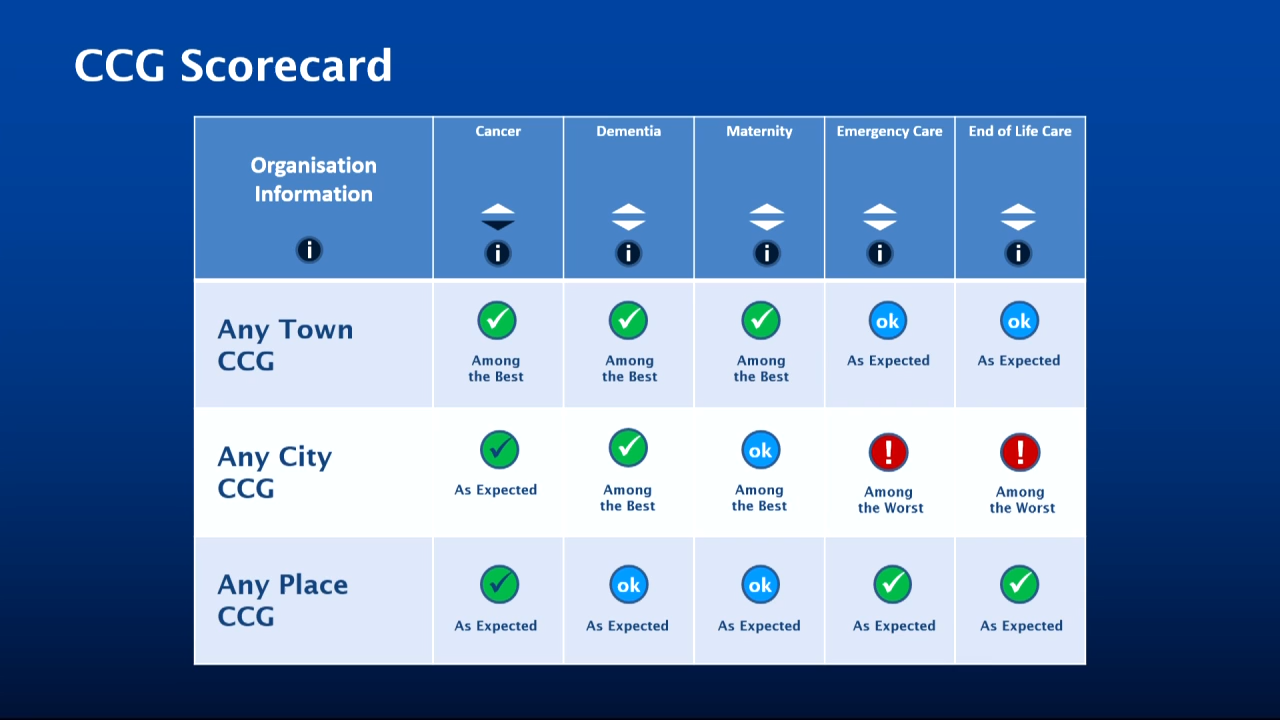 CCG Scorecard
Organisation
Information
i
Cancer
Dementia
Maternity
Emergency Care
End of Life Care
i
i
i
i
i
Any Town
CCG
Among
the Best
Among
the Best
Among
the Best
ok
As Expected
ok
As Expected
Any City
CCG
As Expected
Among
the Best
ok
Among
the Best
!
Among
the Worst
!
Among
the Worst
Any Place
CCG
As Expected
ok
As Expected
ok
As Expected
As Expected
As Expected